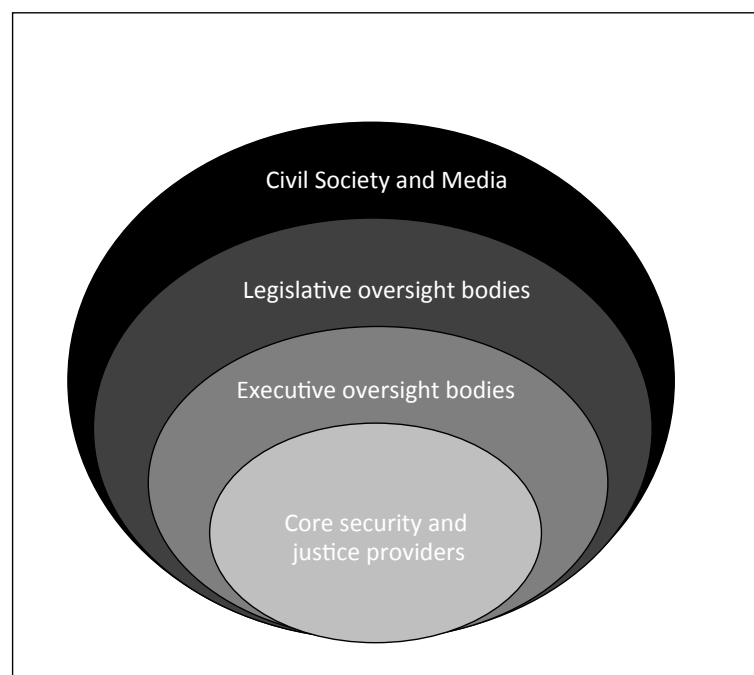 Civil Society and Media
Legislative oversight bodies
Executive oversight bodies
Core security and
justice providers